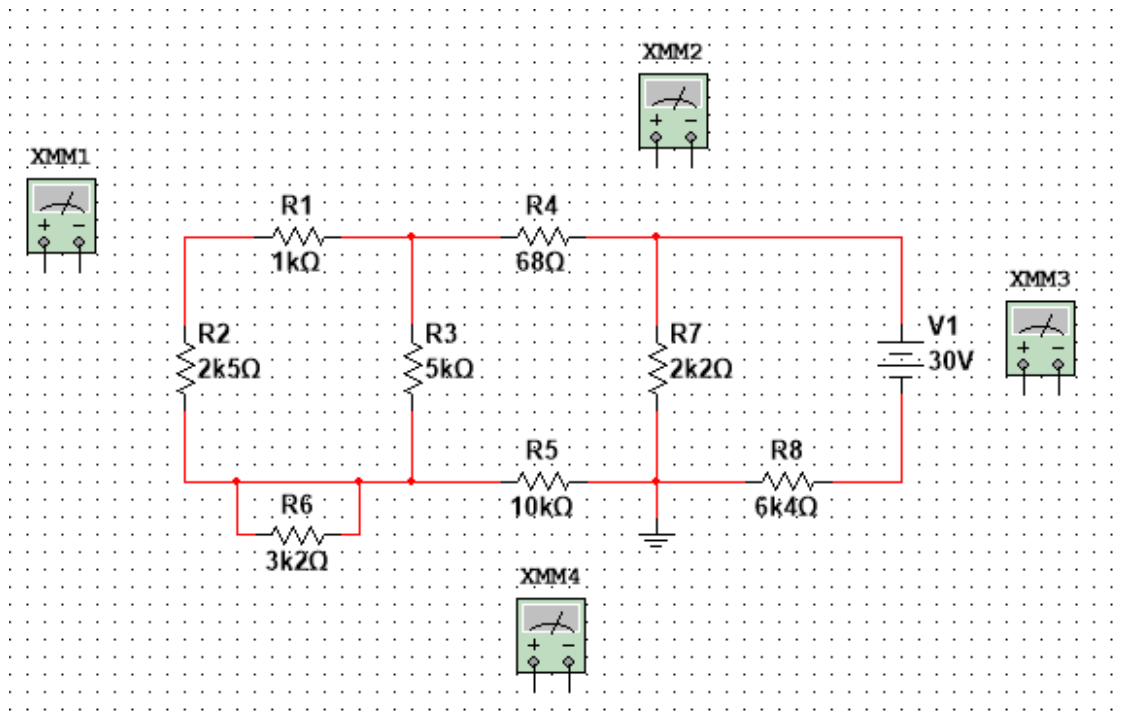 XMM2
+ −
XMM1
+ −
R1
1kΩ
R4
68Ω
XMM3
+ −
R2
2k5Ω
R3
5kΩ
R7
2k2Ω
V1
30V
R5
10kΩ
R8
6k4Ω
R6
3k2Ω
XMM4
+ −